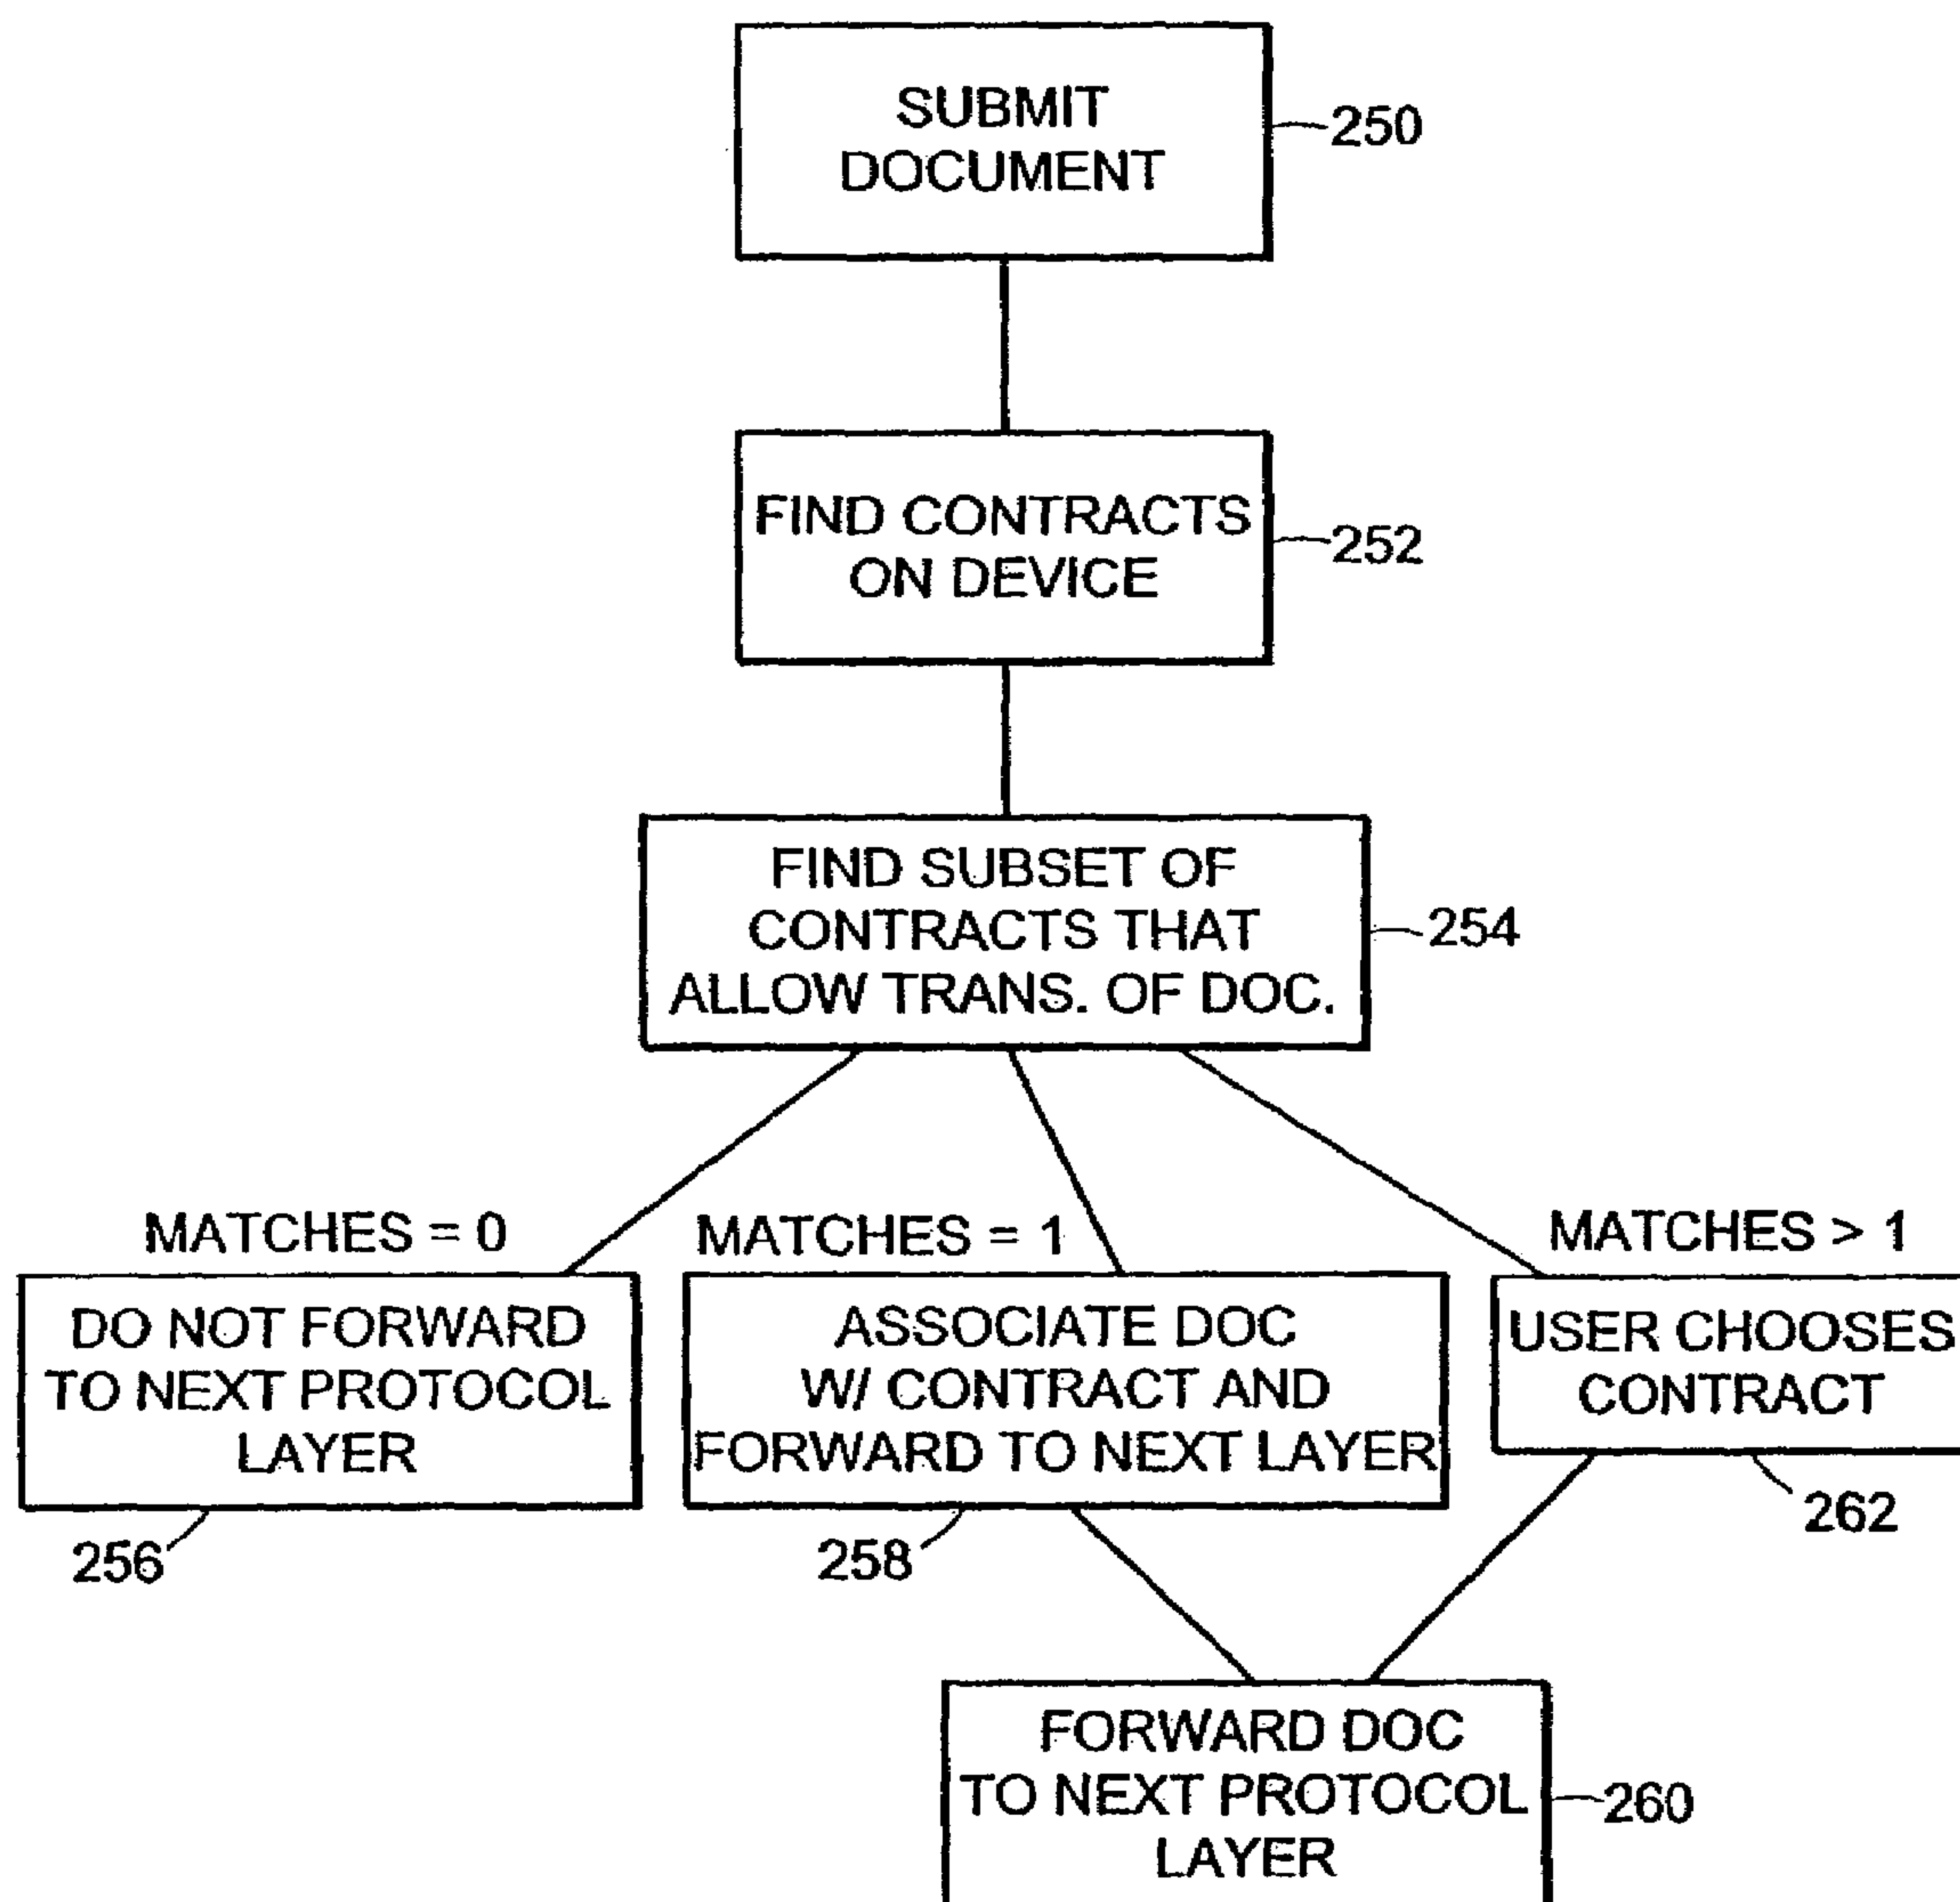 SUBMIT
DOCUMENT
250
FIND CONTRACTS
ON DEVICE
252
FIND SUBSET OF
CONTRACTS THAT
ALLOW TRANS. OF DOC.
254
MATCHES = 0
MATCHES = 1
MATCHES > 1
DO NOT FORWARD
TO NEXT PROTOCOL
LAYER
256
ASSOCIATE DOC
W/ CONTRACT AND
FORWARD TO NEXT LAYER
258
USER CHOOSES
CONTRACT
262
FORWARD DOC
TO NEXT PROTOCOL
LAYER
260